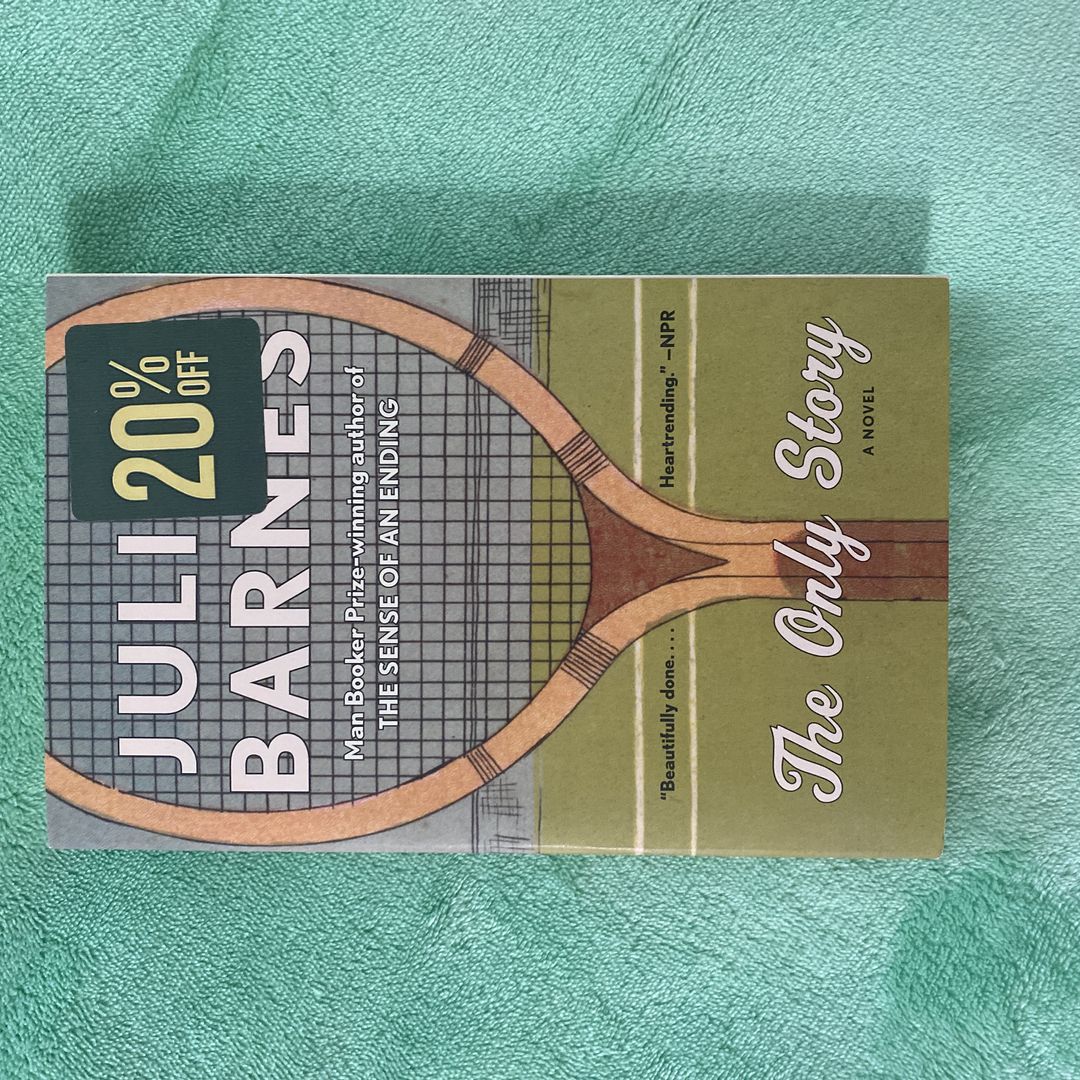 JULI
20%
OFF
BARNES
Man Booker Prize-winning author of
THE SENSE OF AN ENDING
“Beautifully done. . . . Heartrending.” –NPR
The Only Story
A NOVEL